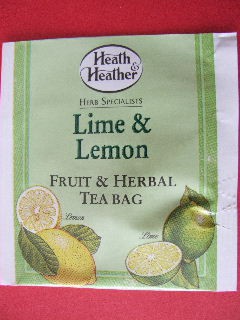 Heath
& Heather
HERB SPECIALISTS
Lime &
Lemon
FRUIT & HERBAL
TEA BAG
Lemon
Lime